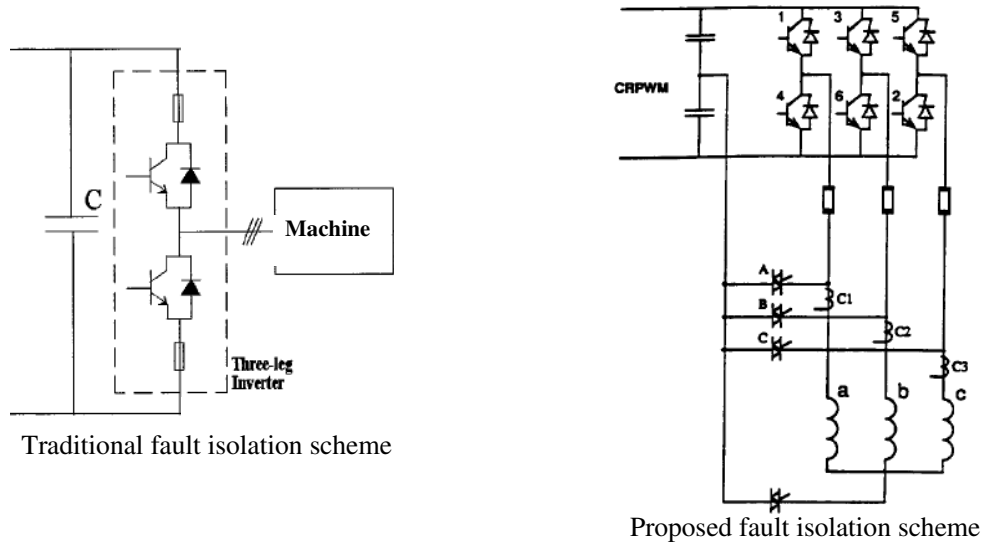 C
Machine
Three-leg
Inverter
Traditional fault isolation scheme
1
3
5
CRPWM
4
6
2
A
C1
B
C2
C
C3
a
b
c
Proposed fault isolation scheme